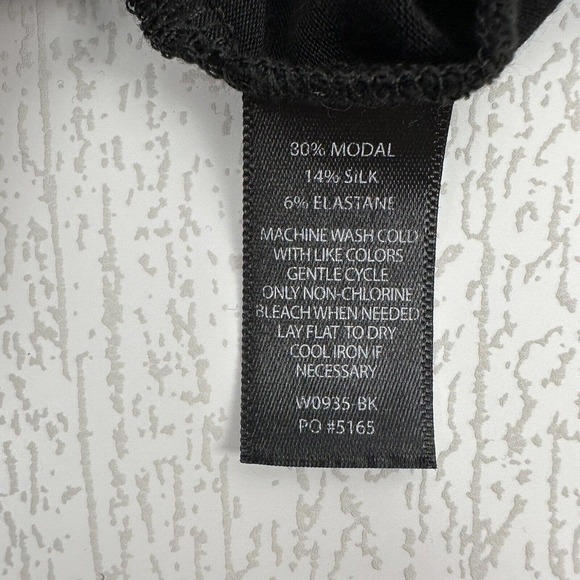 80% MODAL
14% SILK
6% ELASTANE
MACHINE WASH COLD
WITH LIKE COLORS
GENTLE CYCLE
ONLY NON-CHLORINE
BLEACH WHEN NEEDED
LAY FLAT TO DRY
COOL IRON IF
NECESSARY
W0935-BK
PO #5165